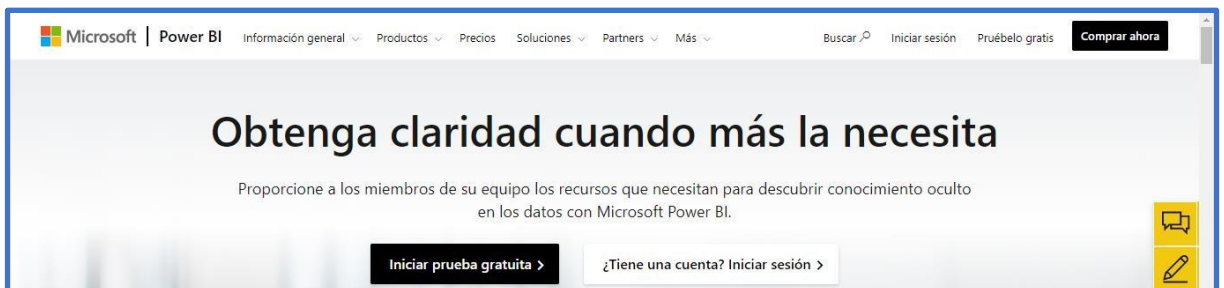 Microsoft | Power BI Información general Productos Precios Soluciones Partners Más Buscar Iniciar sesión Pruébelo gratis Comprar ahora
Obtenga claridad cuando más la necesita
Proporcione a los miembros de su equipo los recursos que necesitan para descubrir conocimiento oculto
en los datos con Microsoft Power BI.
Iniciar prueba gratuita > ¿Tiene una cuenta? Iniciar sesión >